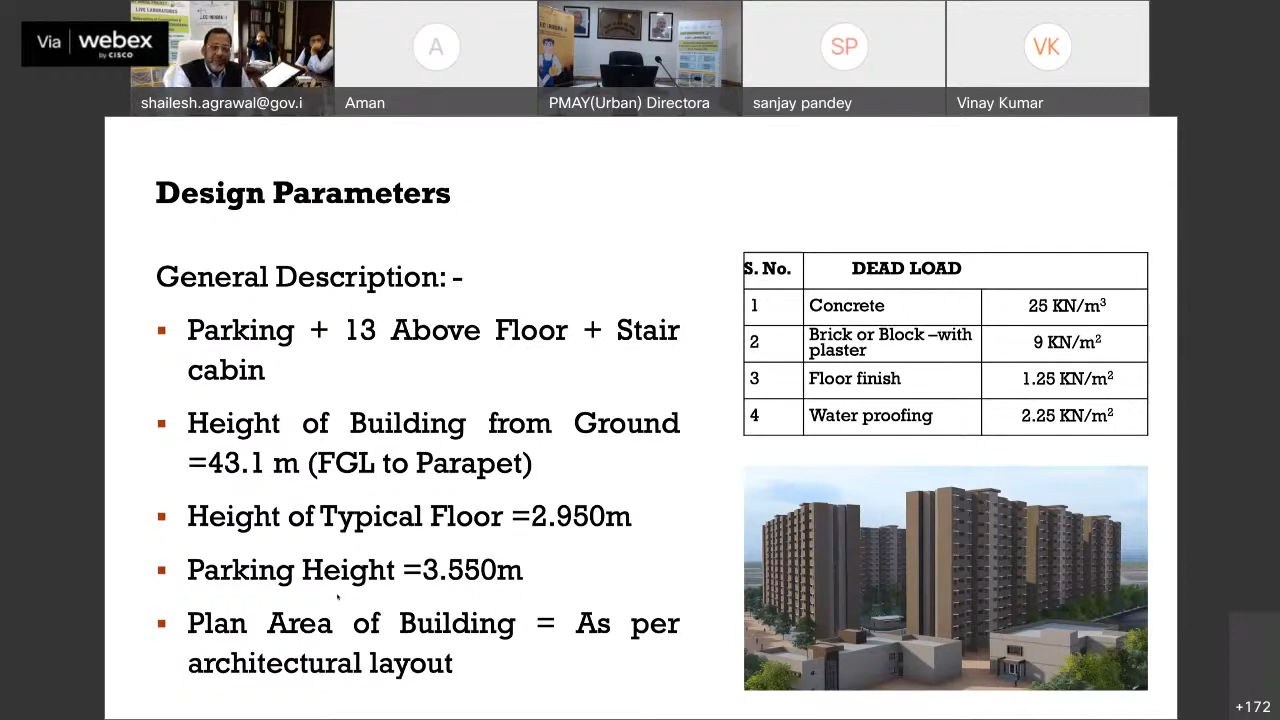 Via webex
by CISCO
LIVE LABORATORIES
shailesh.agrawal@gov.i
A
Aman
PMAY(Urban) Directora
SP
sanjay pandey
VK
Vinay Kumar
Design Parameters
General Description: -
▪ Parking + 13 Above Floor + Stair
cabin
▪ Height of Building from Ground
=43.1 m (FGL to Parapet)
▪ Height of Typical Floor =2.950m
▪ Parking Height =3.550m
▪ Plan Area of Building = As per
architectural layout
S. No. DEAD LOAD
1 Concrete 25 KN/m³
2 Brick or Block –with
plaster 9 KN/m²
3 Floor finish 1.25 KN/m²
4 Water proofing 2.25 KN/m²
+172